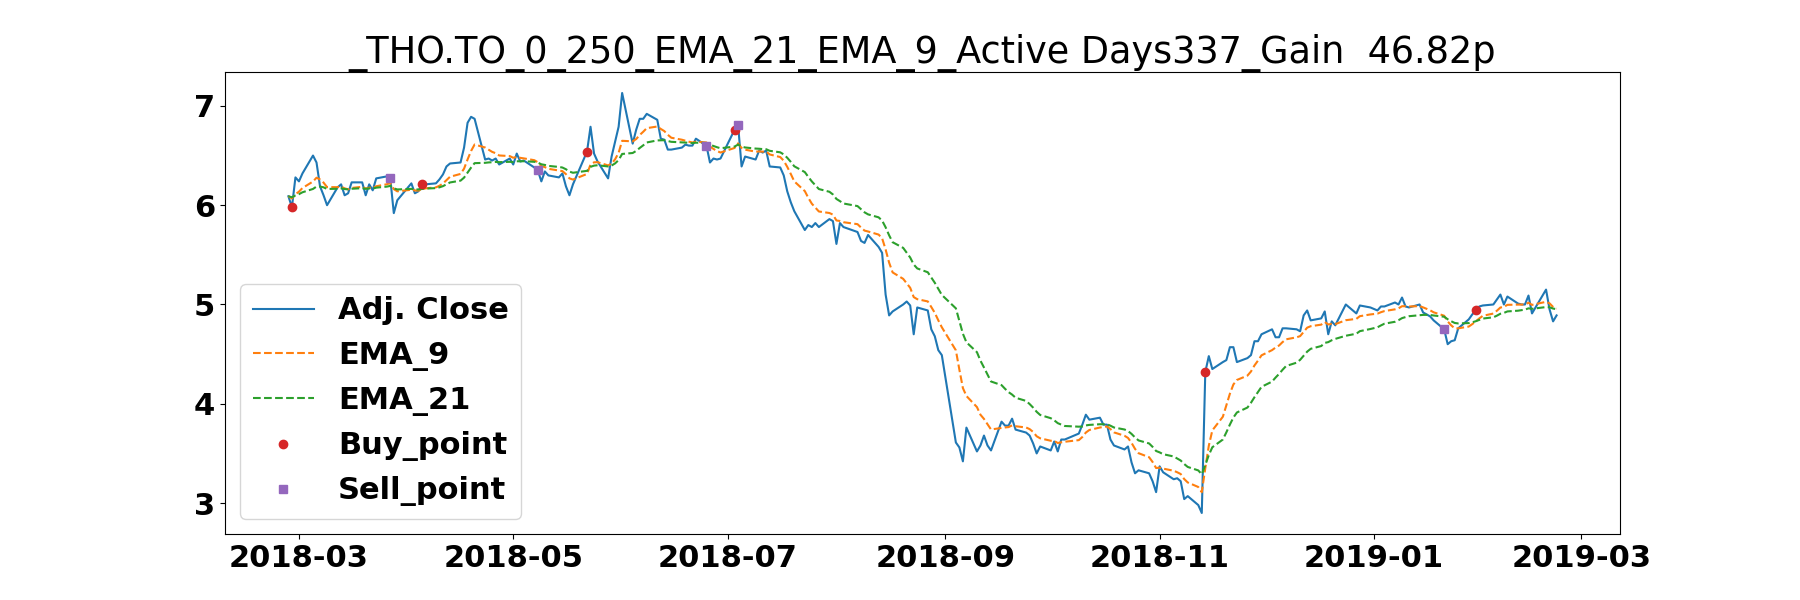 _THO.TO_0_250_EMA_21_EMA_9_Active Days337_Gain  46.82p
7
6
5
4
3
Adj. Close
EMA_9
EMA_21
Buy_point
Sell_point
2018-03 2018-05 2018-07 2018-09 2018-11 2019-01 2019-03